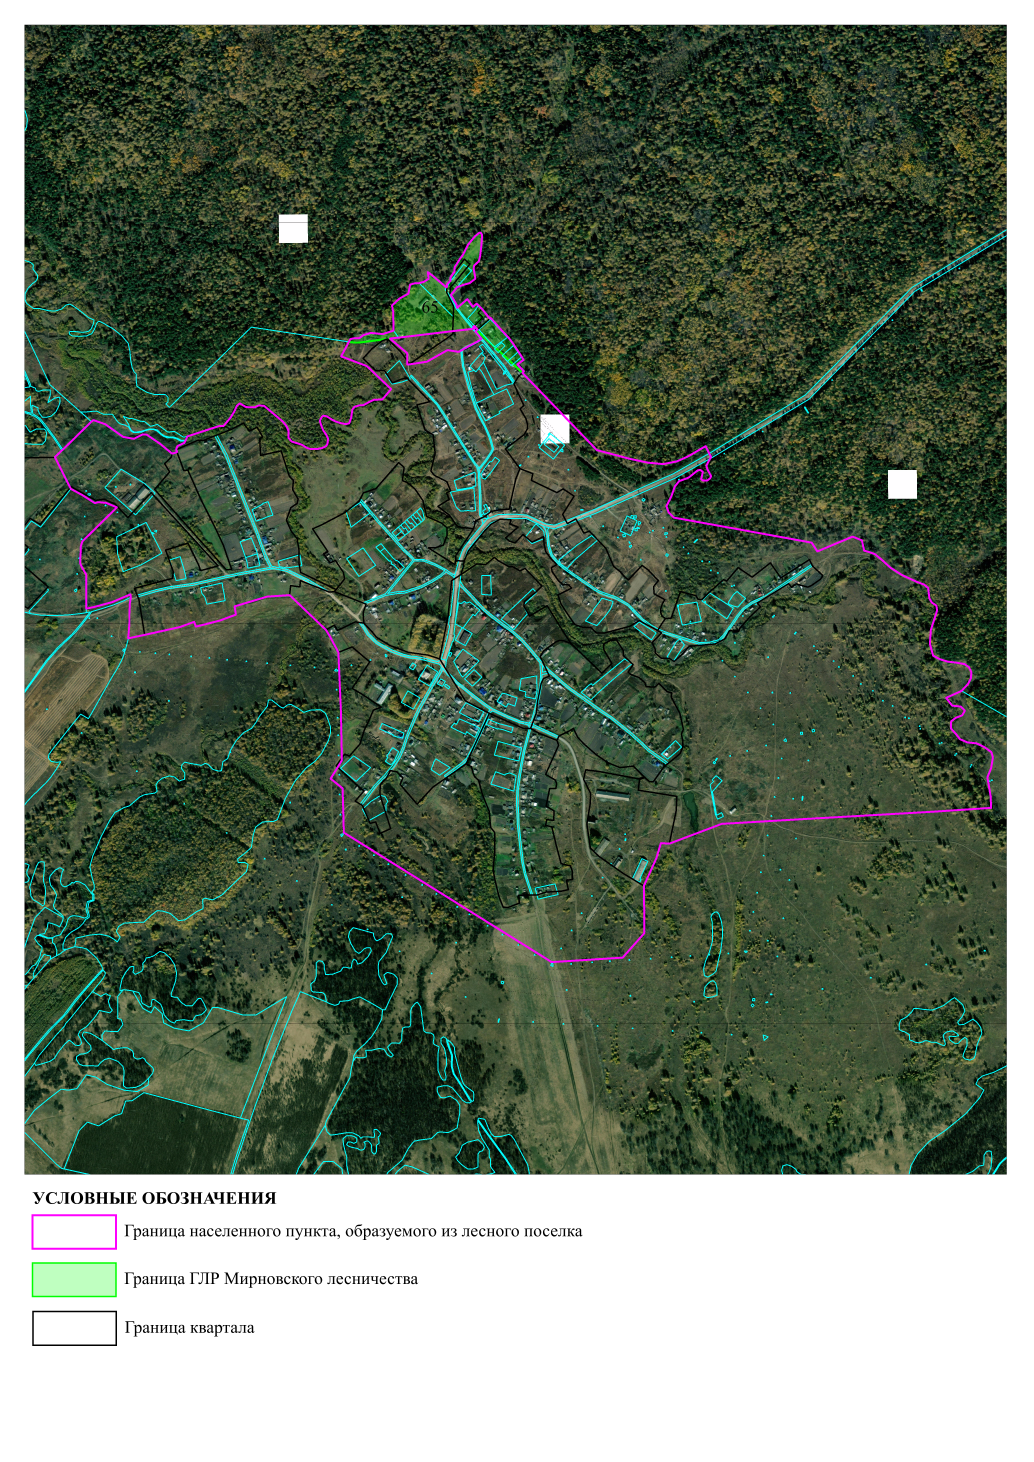 65
УСЛОВНЫЕ ОБОЗНАЧЕНИЯ
Граница населенного пункта, образуемого из лесного поселка
Граница ГЛР Мирновского лесничества
Граница квартала